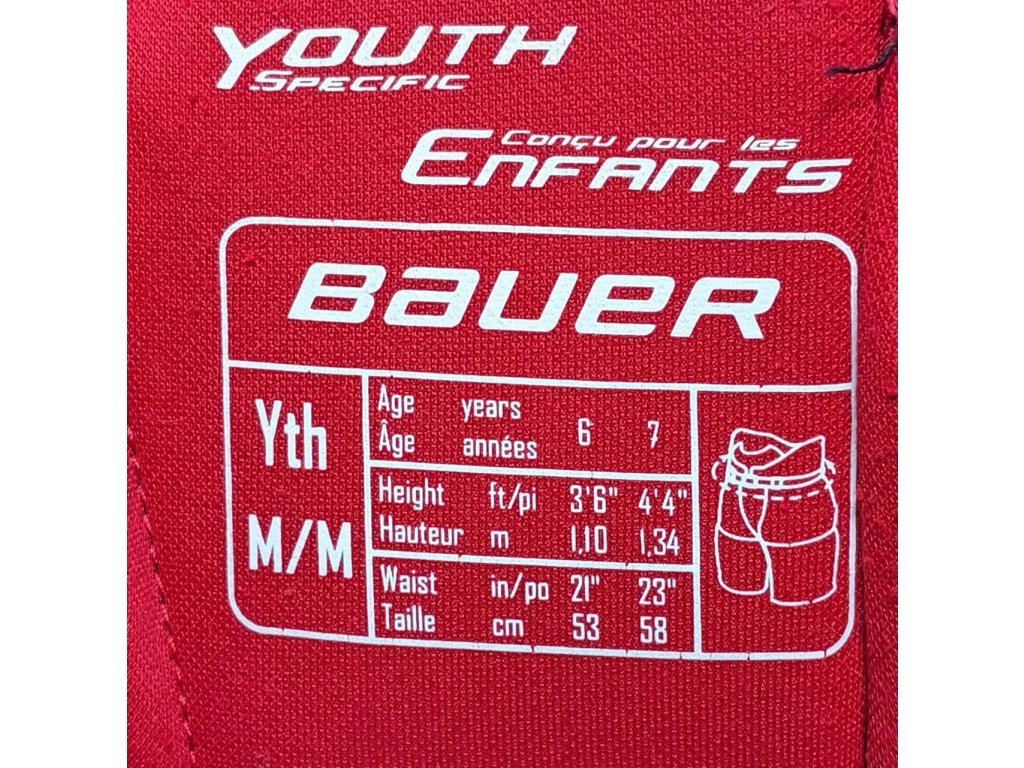 YOUTH
SPECIFIC
Conçu pour les
ENFANTS
BAUER
Yth
M/M
Age years
Âge années
6 7
Height ft/pi 3'6" 4'4"
Hauteur m 1,10 1,34
Waist in/po 21" 23"
Taille cm 53 58